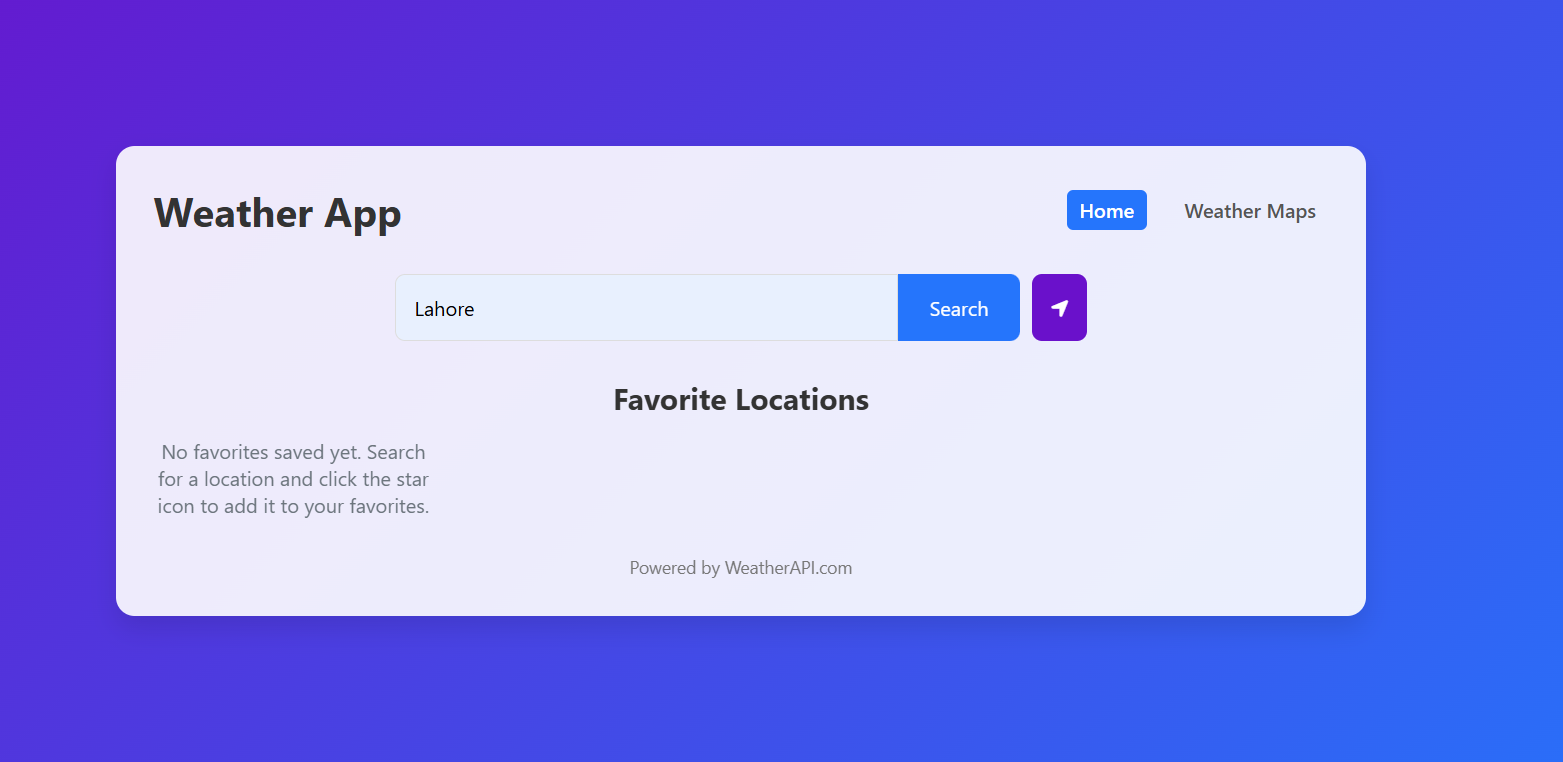 Weather App
Home
Weather Maps
Lahore
Search
Favorite Locations
No favorites saved yet. Search
for a location and click the star
icon to add it to your favorites.
Powered by WeatherAPI.com